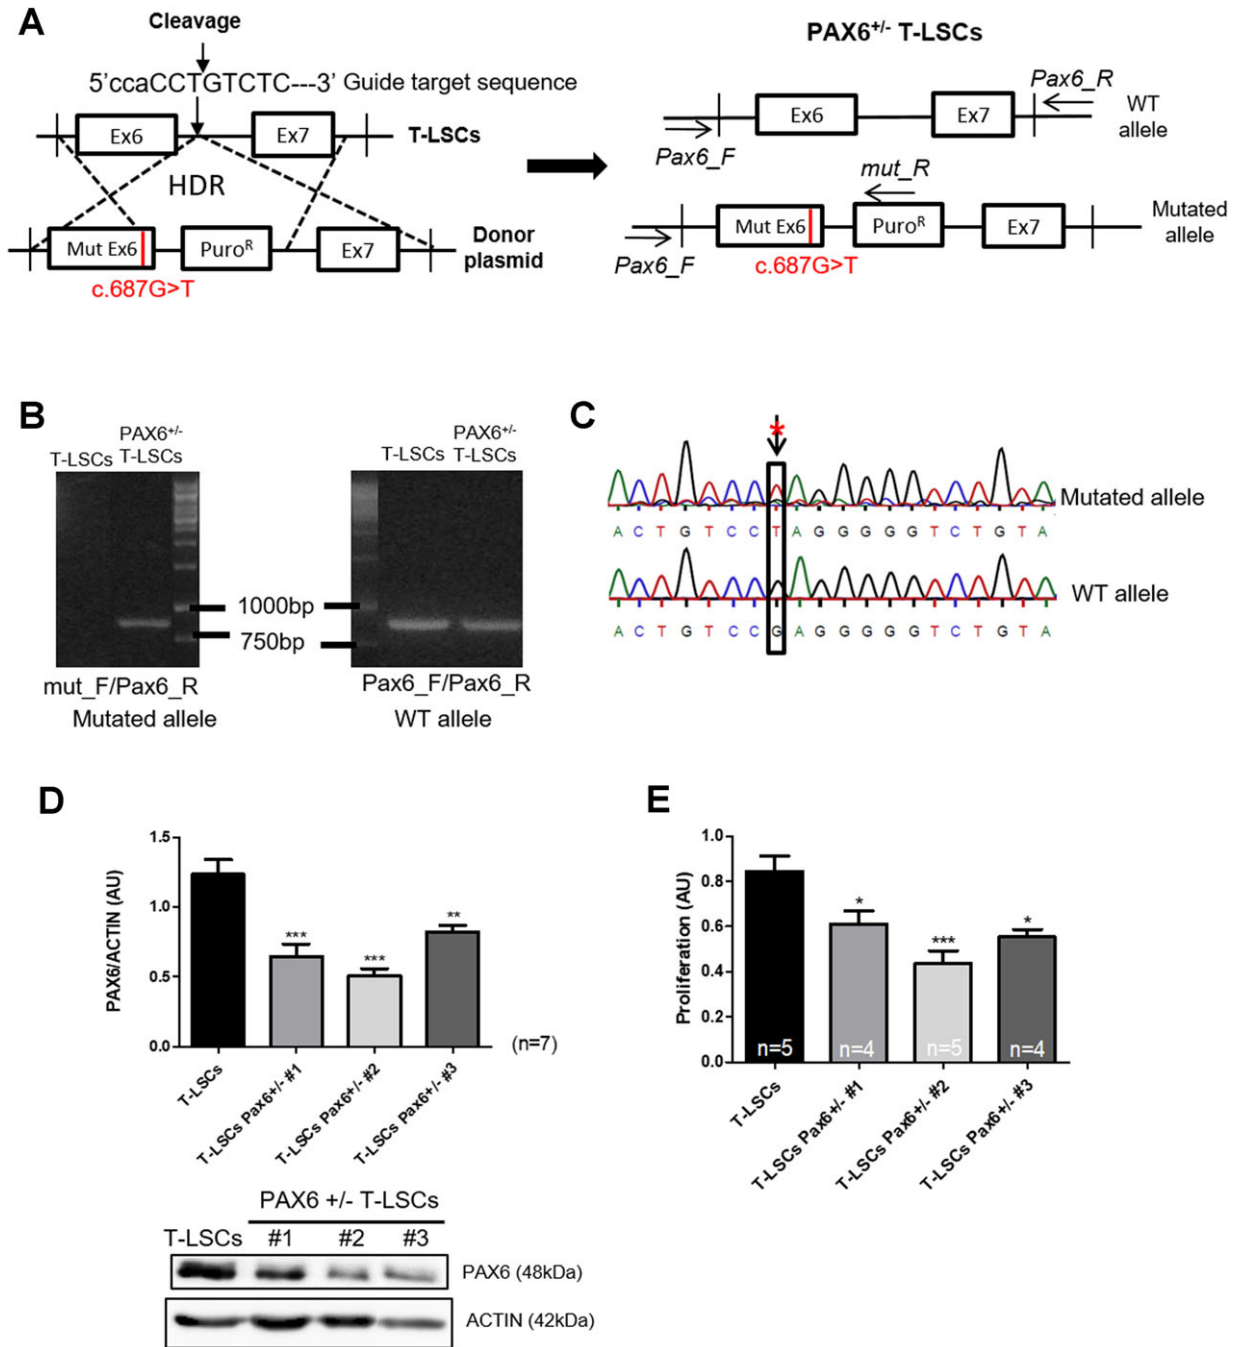 A
Cleavage
5'ccaCCTGTCTC---3' Guide target sequence
Ex6
Ex7
T-LSCs
HDR
Mut Ex6
Puro^R
Ex7
Donor
plasmid
c.687G>T
PAX6+/- T-LSCs
Pax6_R
Ex6
Ex7
WT
allele
Pax6_F
mut_R
Mut Ex6
Puro^R
Ex7
Mutated
allele
Pax6_F
c.687G>T
B
T-LSCs
PAX6+/-
T-LSCs
T-LSCs
PAX6+/-
T-LSCs
1000bp
750bp
mut_F/Pax6_R
Mutated allele
Pax6_F/Pax6_R
WT allele
C
*
Mutated allele
A C T G T C C T A G G G G G T C T G T A
WT allele
A C T G T C C G A G G G G G T C T G T A
D
PAX6/ACTIN (AU)
1.5
1.0
0.5
0.0
***
***
**
(n=7)
T-LSCs
T-LSCs Pax6+/- #1
T-LSCs Pax6+/- #2
T-LSCs Pax6+/- #3
PAX6 +/- T-LSCs
T-LSCs #1 #2 #3
PAX6 (48kDa)
ACTIN (42kDa)
E
Proliferation (AU)
1.0
0.8
0.6
0.4
0.2
0.0
*
***
*
n=5
n=4
n=5
n=4
T-LSCs
T-LSCs Pax6+/- #1
T-LSCs Pax6+/- #2
T-LSCs Pax6+/- #3